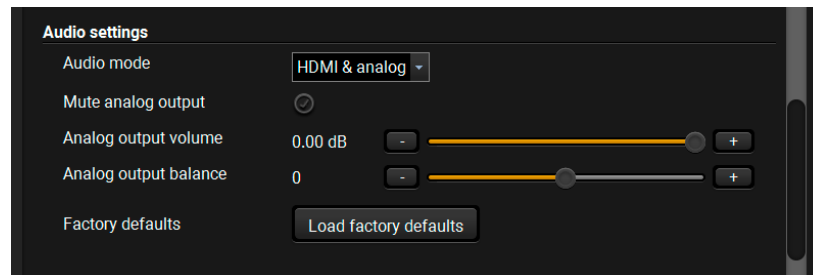 Audio settings
Audio mode HDMI & analog
Mute analog output
Analog output volume 0.00 dB - +
Analog output balance 0 - +
Factory defaults Load factory defaults